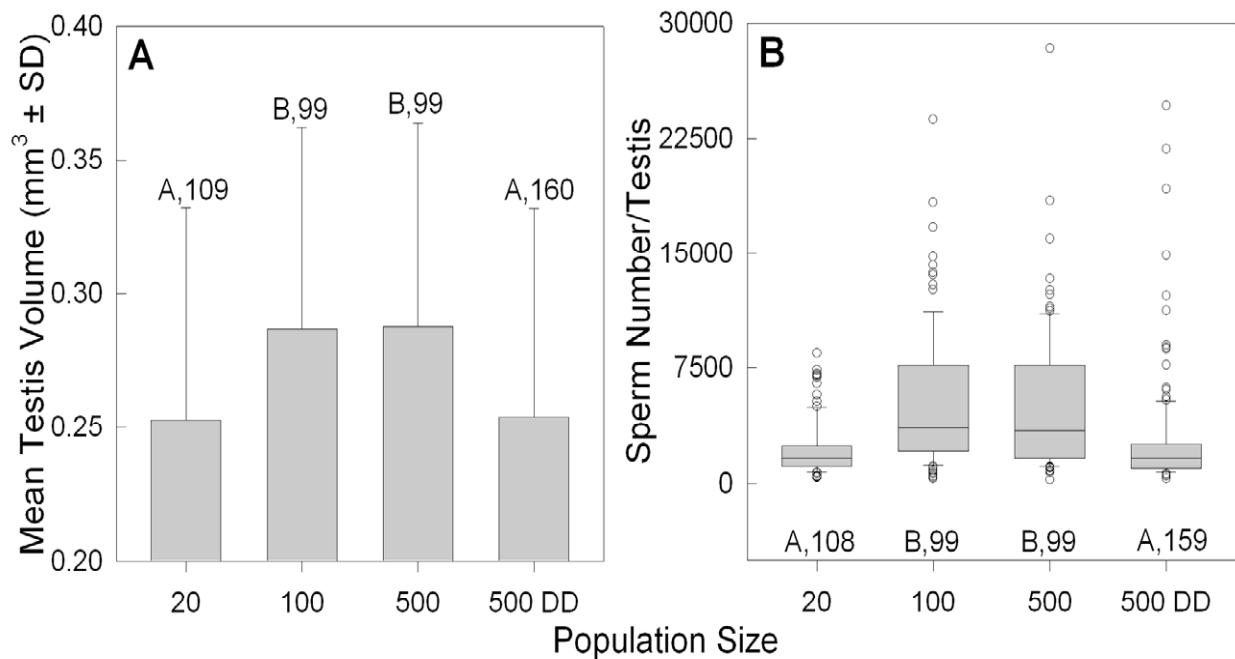 A
Mean Testis Volume (mm³ ± SD)
0.40
0.35
0.30
0.25
0.20
A,109
B,99
B,99
A,160
20
100
500
500 DD
B
Sperm Number/Testis
30000
22500
15000
7500
0
A,108
B,99
B,99
A,159
20
100
500
500 DD
Population Size